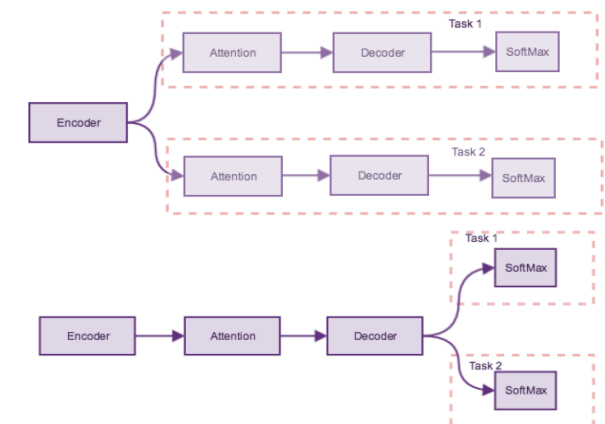 Task 1
Attention
Decoder
SoftMax
Encoder
Task 2
Attention
Decoder
SoftMax
Task 1
SoftMax
Encoder
Attention
Decoder
Task 2
SoftMax